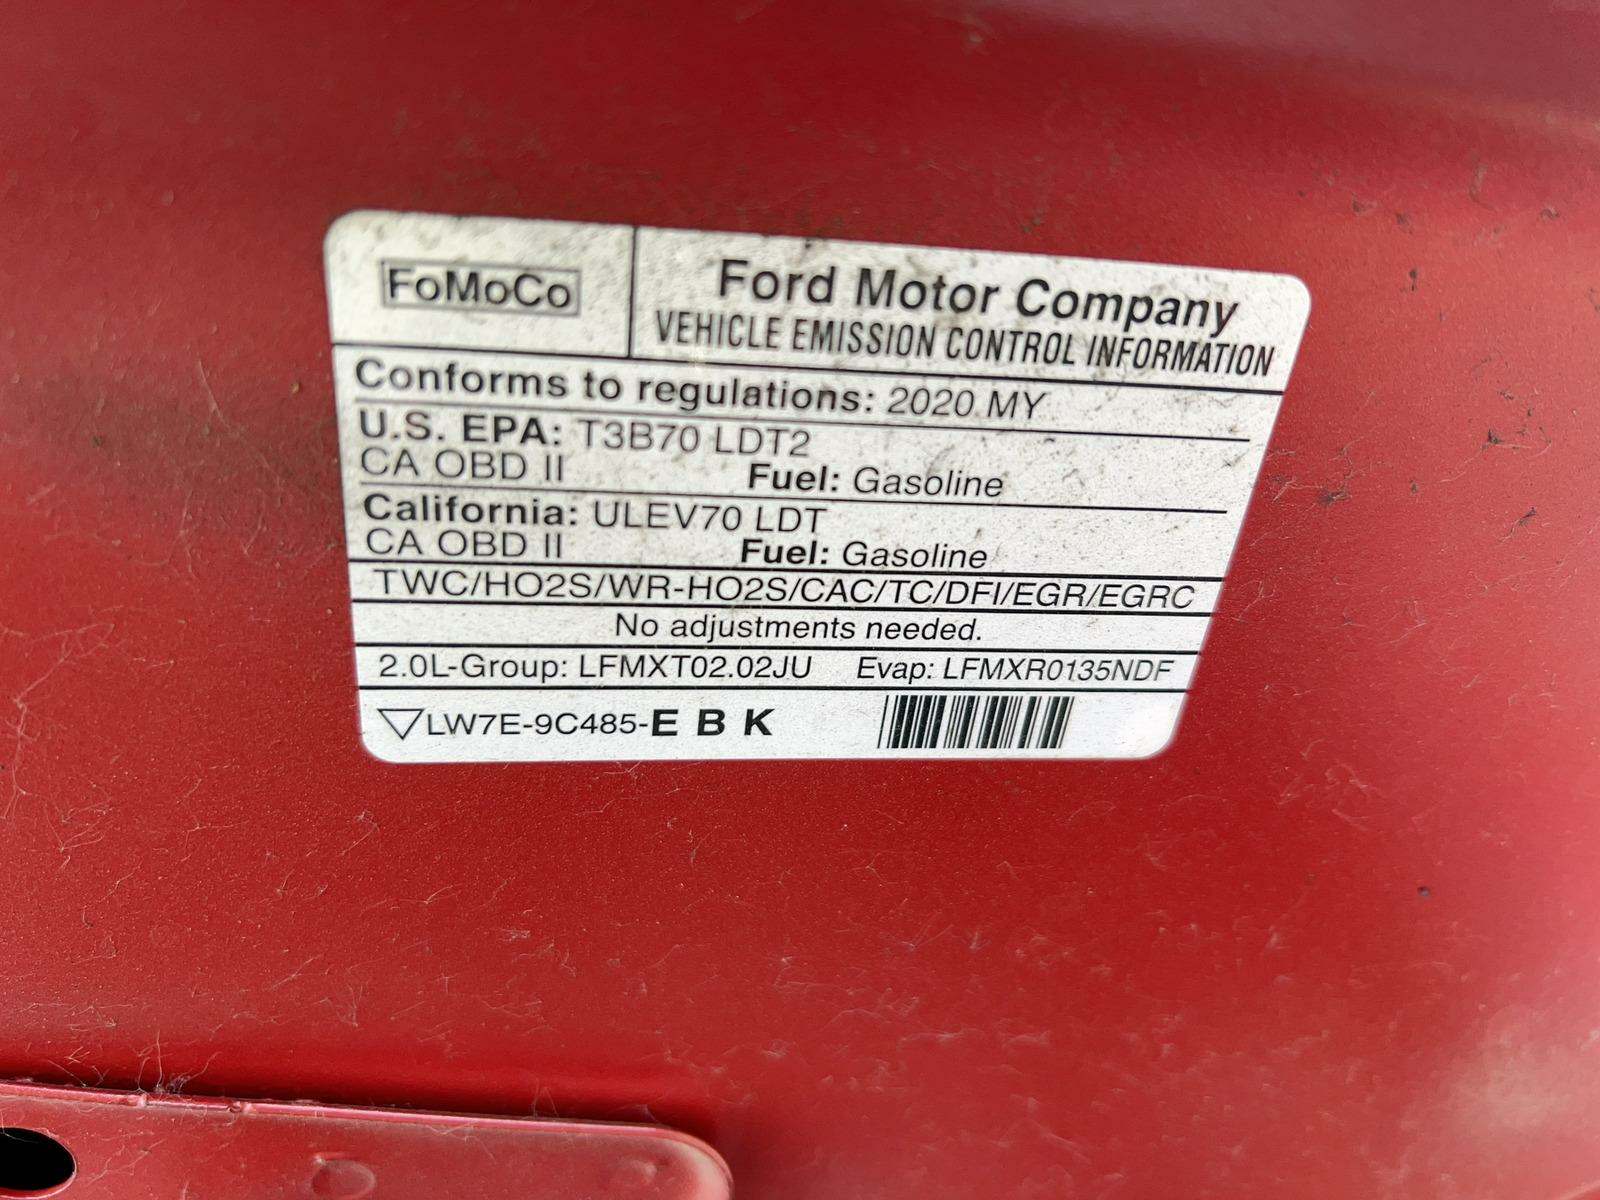 FoMoCo
Ford Motor Company
VEHICLE EMISSION CONTROL INFORMATION
Conforms to regulations: 2020 MY
U.S. EPA: T3B70 LDT2
CA OBD II Fuel: Gasoline
California: ULEV70 LDT
CA OBD II Fuel: Gasoline
TWC/HO2S/WR-HO2S/CAC/TC/DFI/EGR/EGRC
No adjustments needed.
2.0L-Group: LFMXT02.02JU Evap: LFMXR0135NDF
LW7E-9C485-E B K